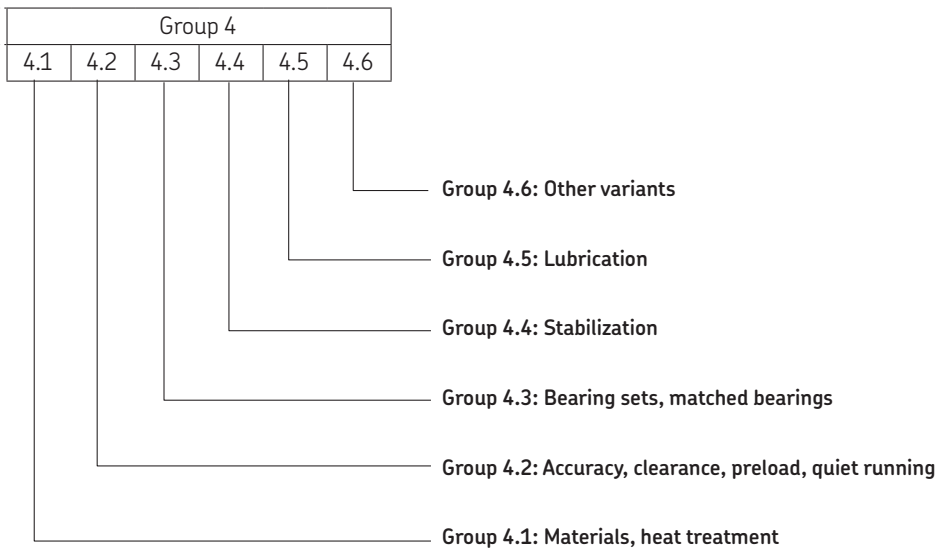 Group 4
4.1 4.2 4.3 4.4 4.5 4.6
Group 4.6: Other variants
Group 4.5: Lubrication
Group 4.4: Stabilization
Group 4.3: Bearing sets, matched bearings
Group 4.2: Accuracy, clearance, preload, quiet running
Group 4.1: Materials, heat treatment